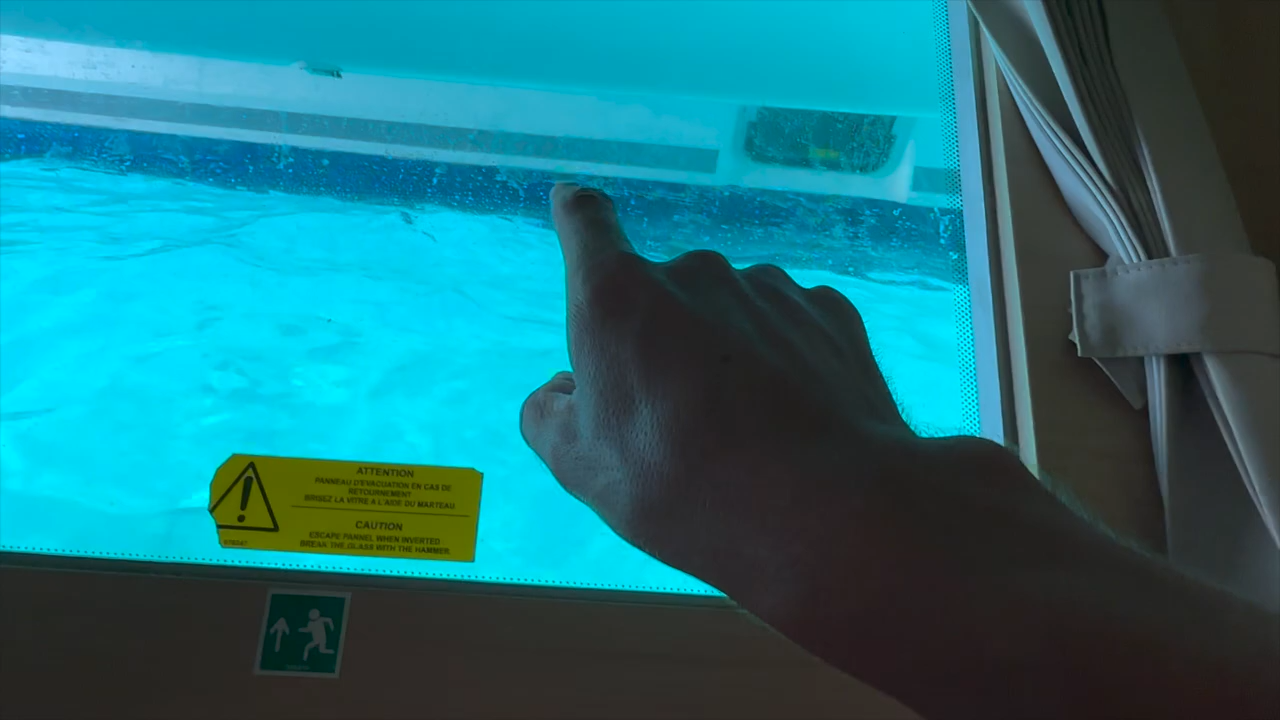 ATTENTION
PANNEAU D'EVACUATION EN CAS DE
RETOURNEMENT
BRISEZ LA VITRE A L'AIDE DU MARTEAU.
CAUTION
ESCAPE PANNEL WHEN INVERTED
BREAK THE GLASS WITH THE HAMMER